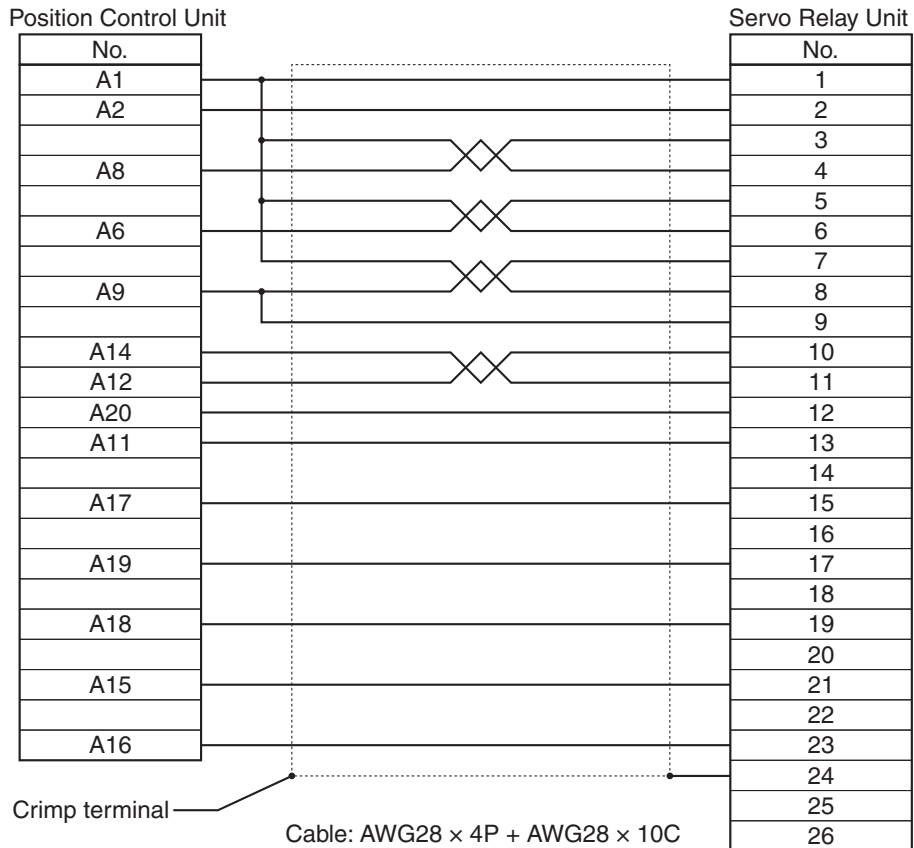 Position Control Unit Servo Relay Unit
No. No.
A1 1
A2 2
3
A8 4
5
A6 6
7
A9 8
9
A14 10
A12 11
A20 12
A11 13
14
A17 15
16
A19 17
18
A18 19
20
A15 21
22
A16 23
24
Crimp terminal 25
Cable: AWG28 × 4P + AWG28 × 10C 26